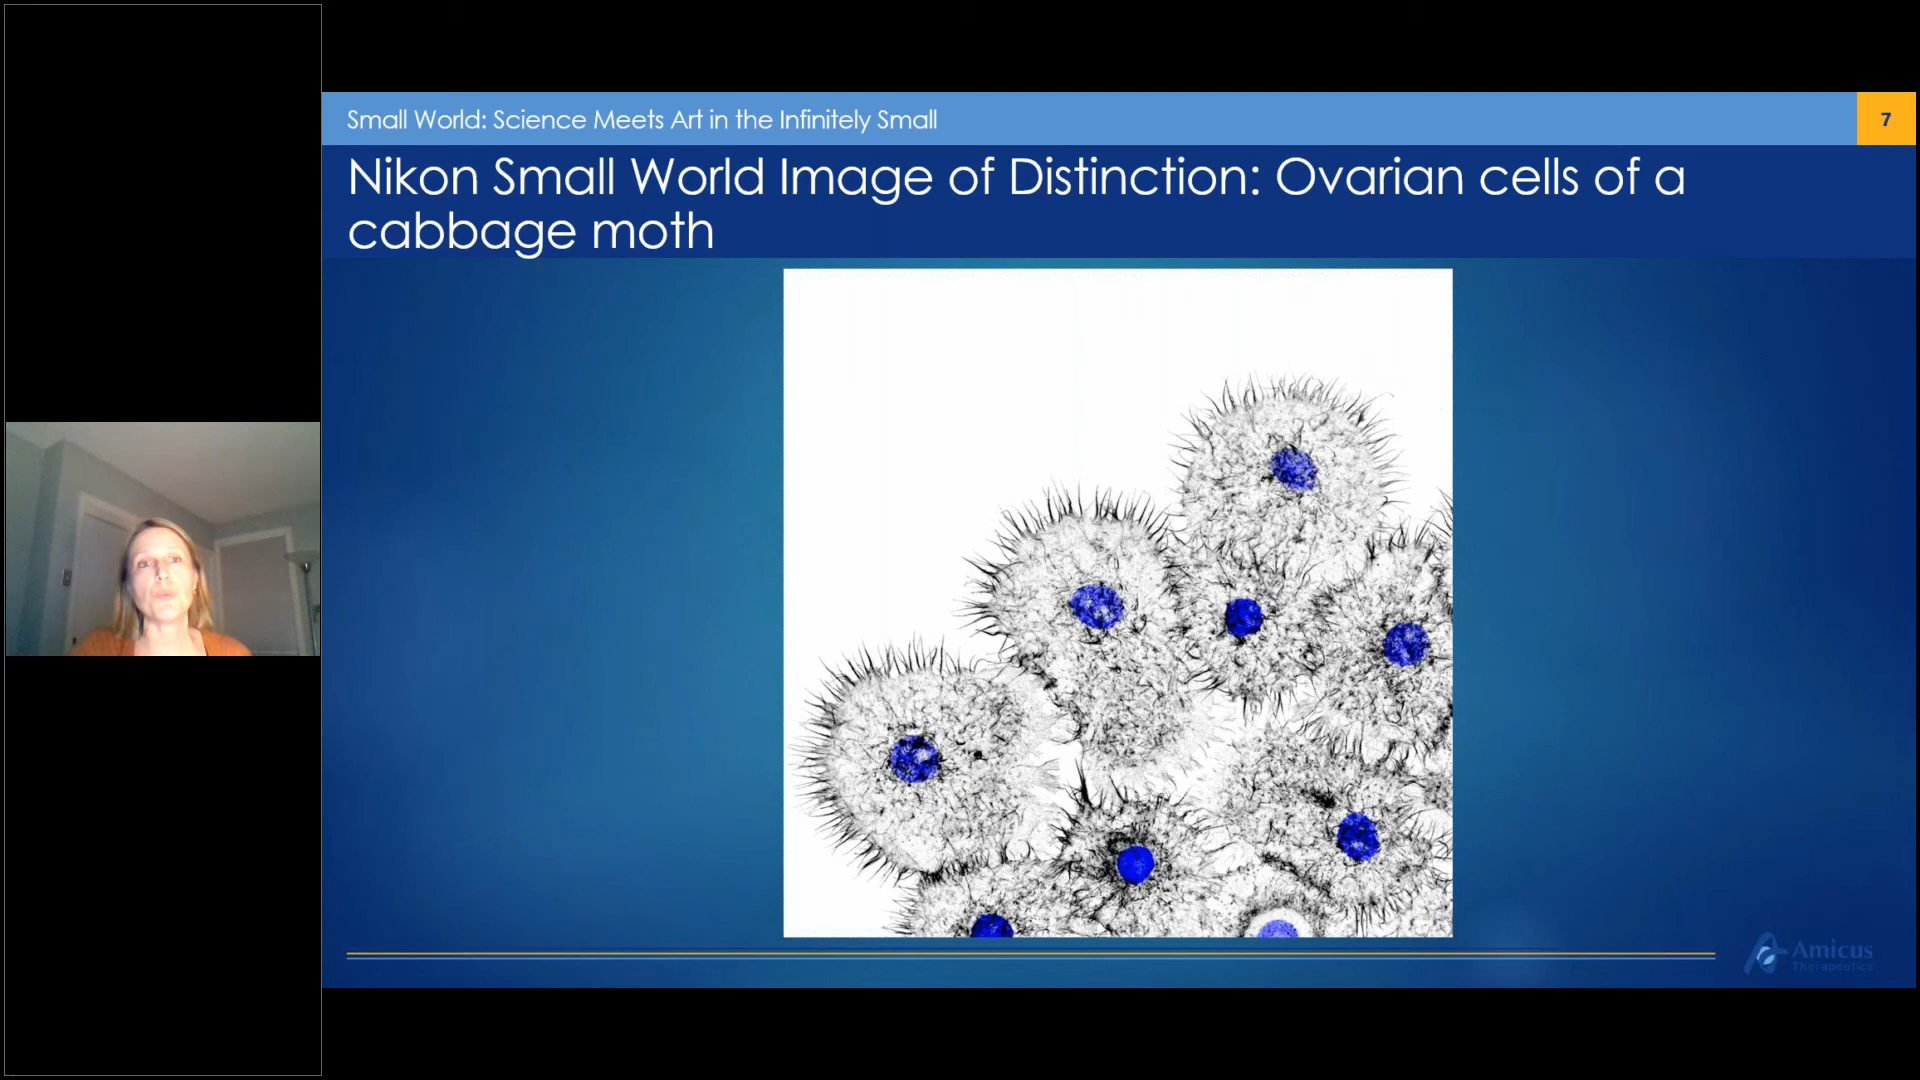 Small World: Science Meets Art in the Infinitely Small
7
Nikon Small World Image of Distinction: Ovarian cells of a
cabbage moth
Amicus
Therapeutics